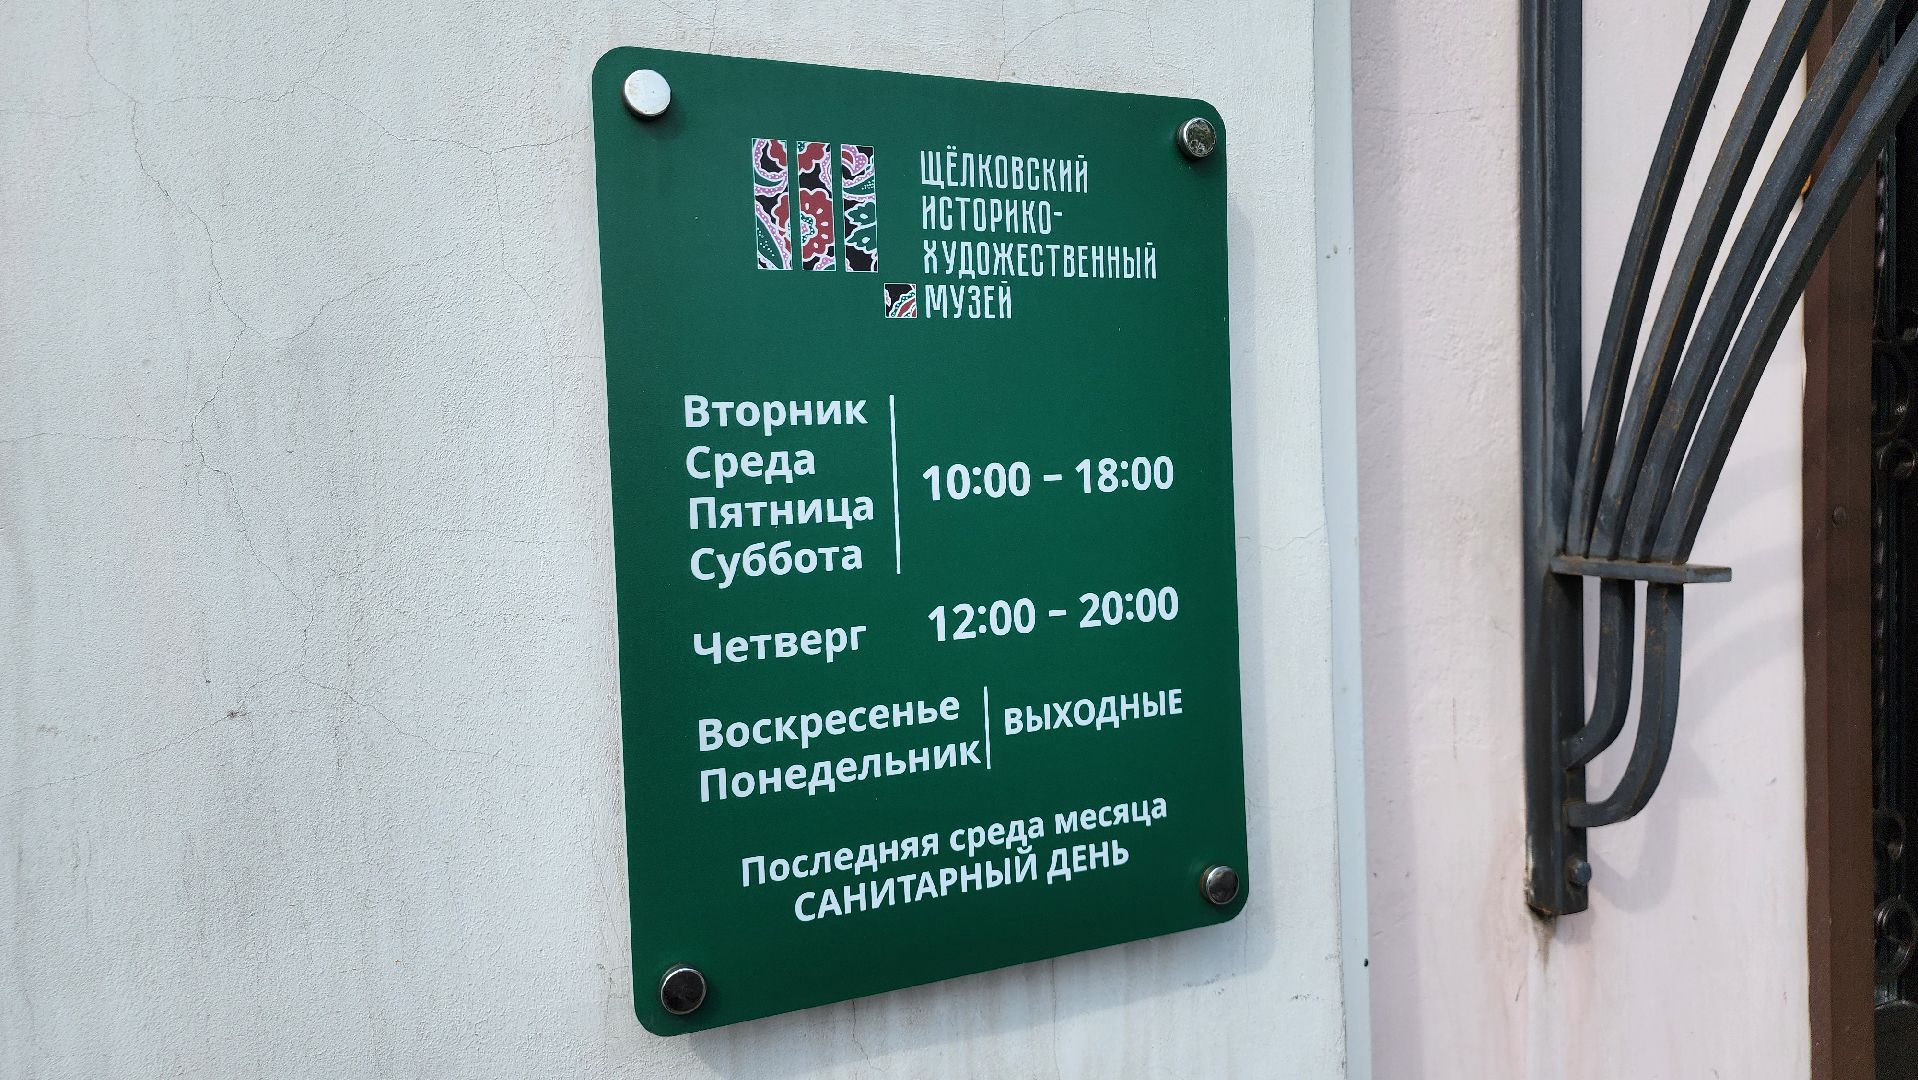 ЩЁЛКОВСКИЙ
ИСТОРИКО-
ХУДОЖЕСТВЕННЫЙ
МУЗЕЙ
Вторник
Среда
Пятница
Суббота
10:00 – 18:00
Четверг 12:00 – 20:00
Воскресенье
Понедельник
ВЫХОДНЫЕ
Последняя среда месяца
САНИТАРНЫЙ ДЕНЬ